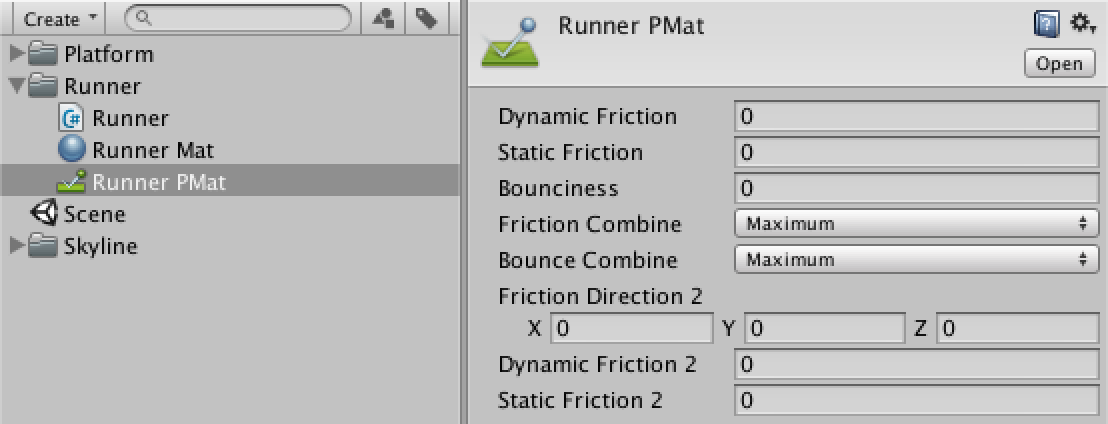 Create
Platform
Runner
Runner
Runner Mat
Runner PMat
Scene
Skyline
Runner PMat
Open
Dynamic Friction 0
Static Friction 0
Bounciness 0
Friction Combine Maximum
Bounce Combine Maximum
Friction Direction 2
X 0 Y 0 Z 0
Dynamic Friction 2 0
Static Friction 2 0